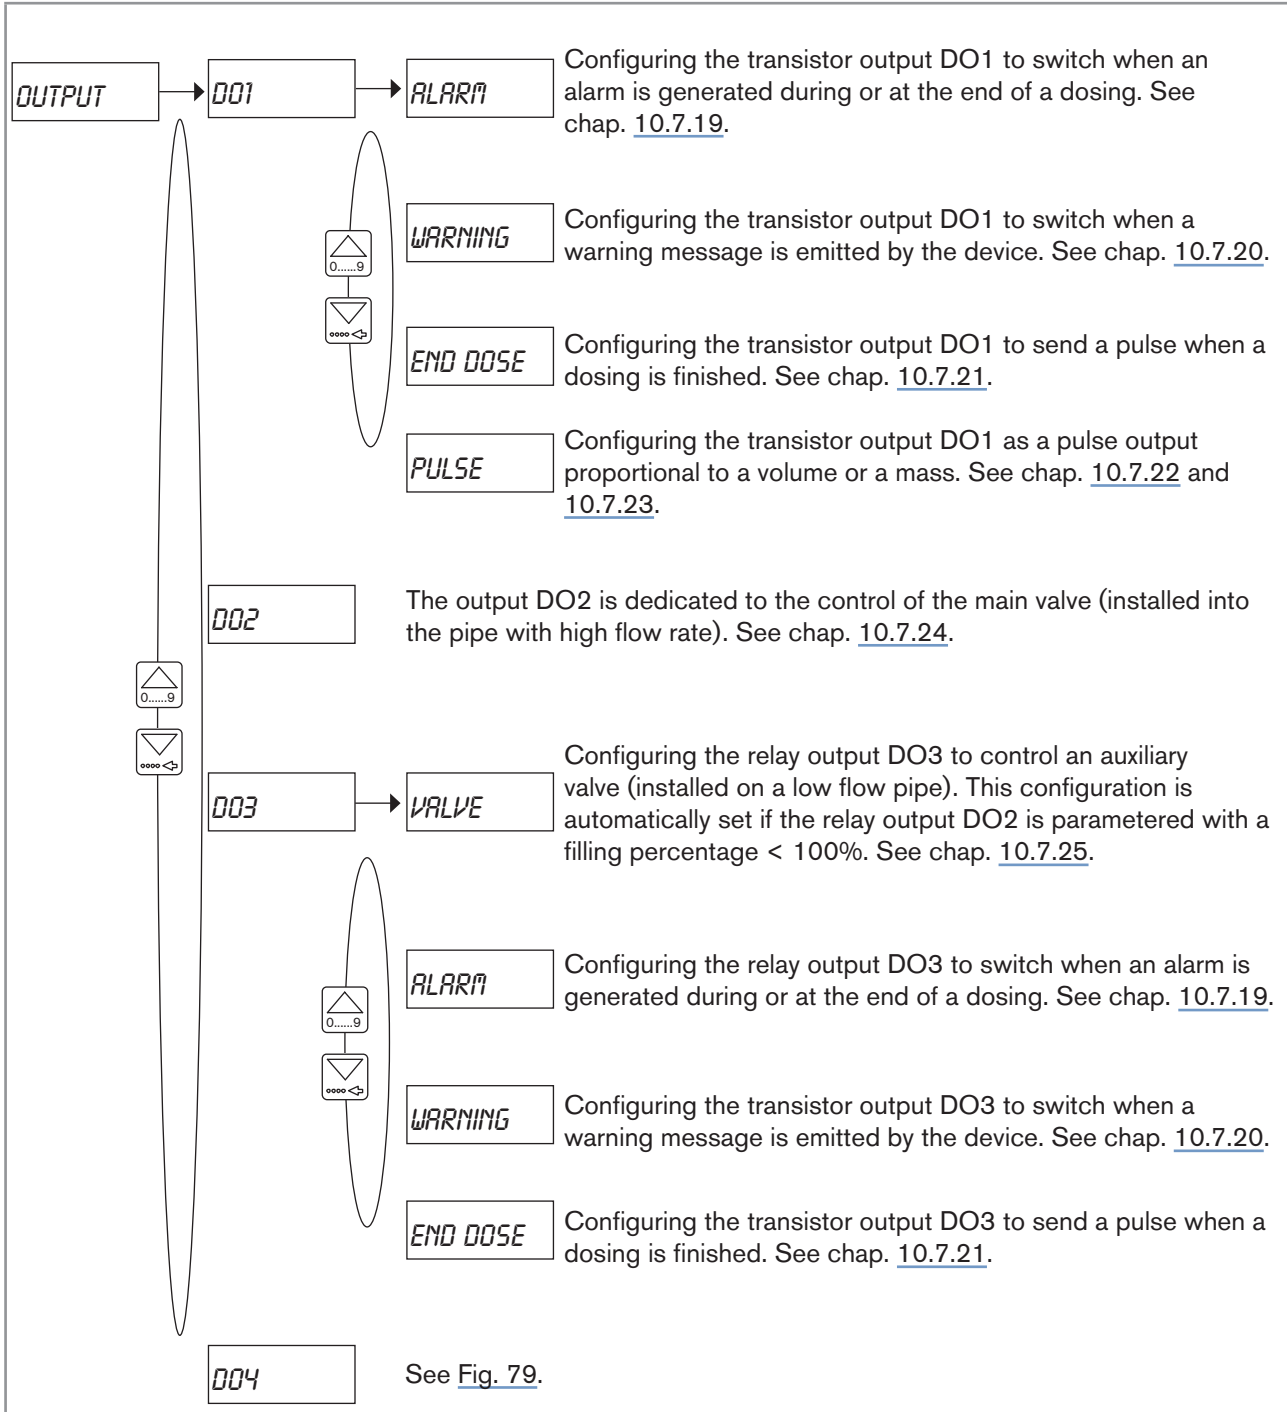 OUTPUT
DO1
ALARM
Configuring the transistor output DO1 to switch when an
alarm is generated during or at the end of a dosing. See
chap. 10.7.19.
WARNING
Configuring the transistor output DO1 to switch when a
warning message is emitted by the device. See chap. 10.7.20.
0......9
END DOSE
Configuring the transistor output DO1 to send a pulse when a
dosing is finished. See chap. 10.7.21.
PULSE
Configuring the transistor output DO1 as a pulse output
proportional to a volume or a mass. See chap. 10.7.22 and
10.7.23.
DO2
The output DO2 is dedicated to the control of the main valve (installed into
the pipe with high flow rate). See chap. 10.7.24.
0......9
DO3
VALVE
Configuring the relay output DO3 to control an auxiliary
valve (installed on a low flow pipe). This configuration is
automatically set if the relay output DO2 is parametered with a
filling percentage < 100%. See chap. 10.7.25.
ALARM
Configuring the relay output DO3 to switch when an alarm is
generated during or at the end of a dosing. See chap. 10.7.19.
0......9
WARNING
Configuring the transistor output DO3 to switch when a
warning message is emitted by the device. See chap. 10.7.20.
END DOSE
Configuring the transistor output DO3 to send a pulse when a
dosing is finished. See chap. 10.7.21.
DO4
See Fig. 79.